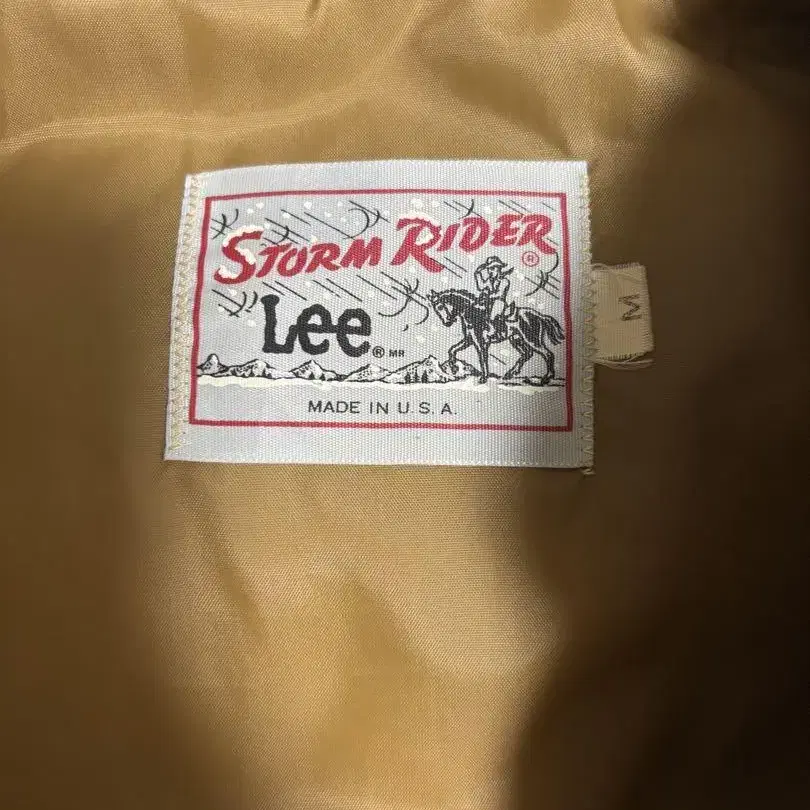 STORM RIDER ®
Lee ® MR
MADE IN U.S.A.
M